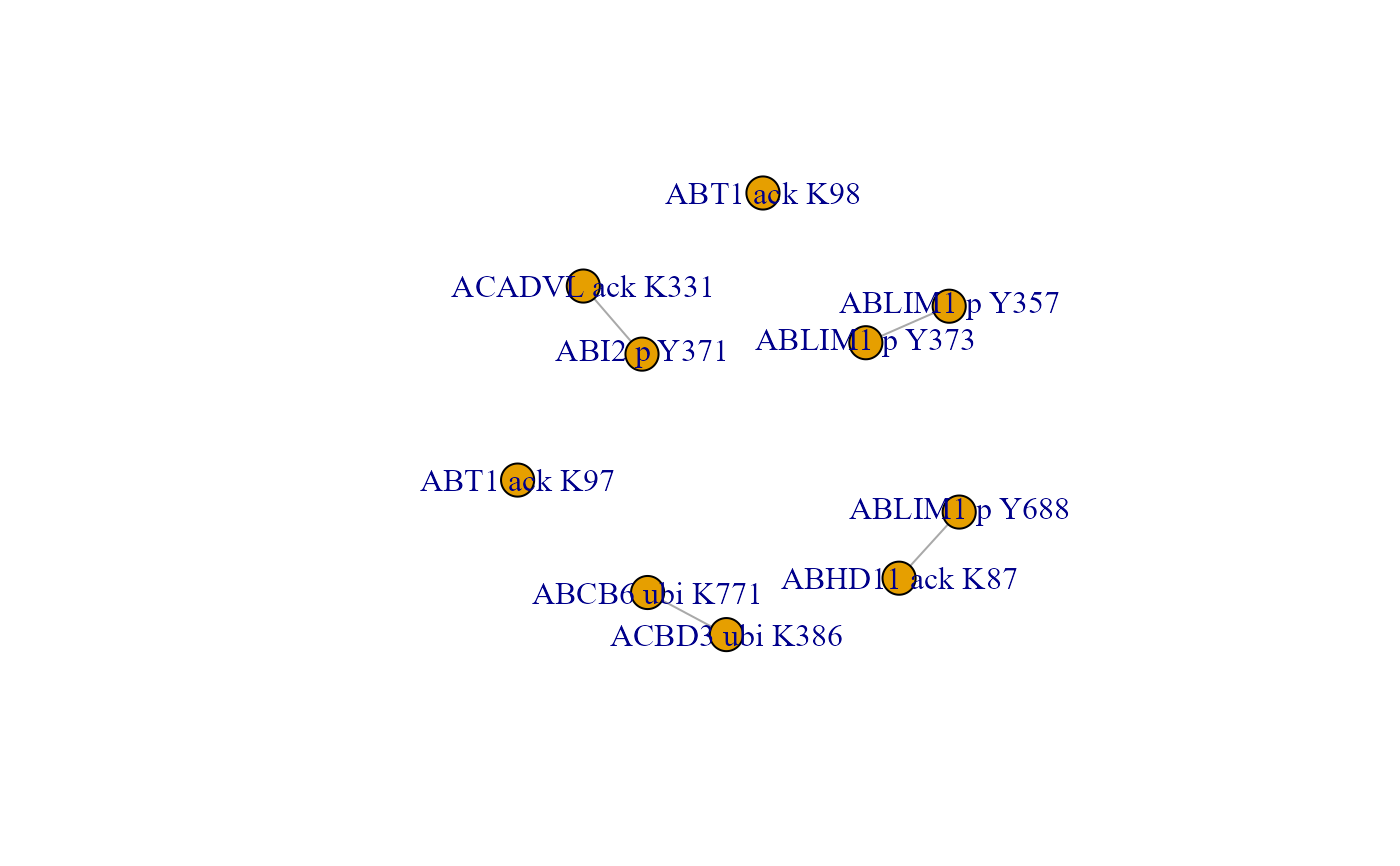 ABT1 ack K98
ACADVL ack K331
ABLIM1 p Y357
ABLIM1 p Y373
ABI2 p Y371
ABT1 ack K97
ABLIM1 p Y688
ABHD11 ack K87
ABCB6 ubi K771
ACBD3 ubi K386